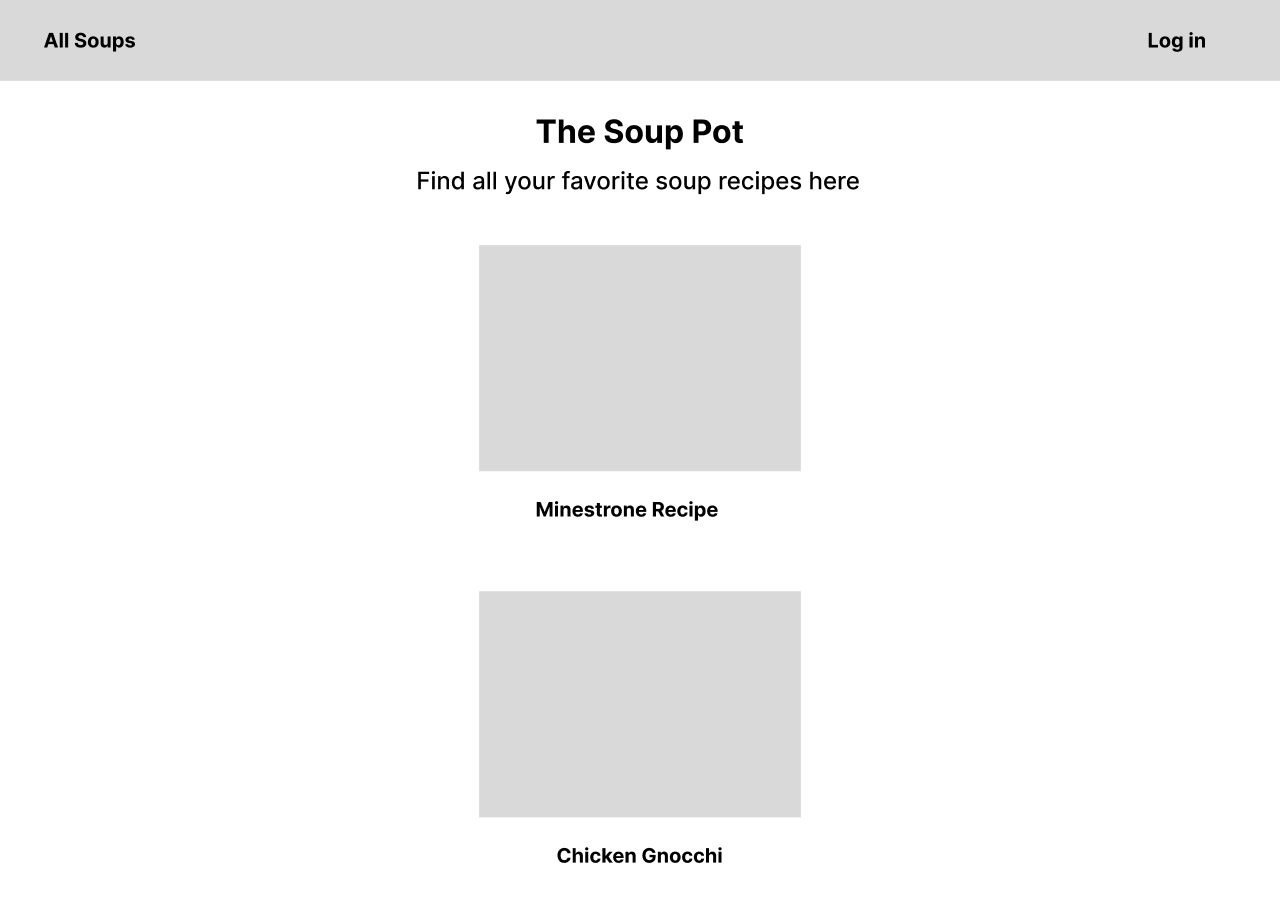 All Soups
Log in
The Soup Pot
Find all your favorite soup recipes here
Minestrone Recipe
Chicken Gnocchi